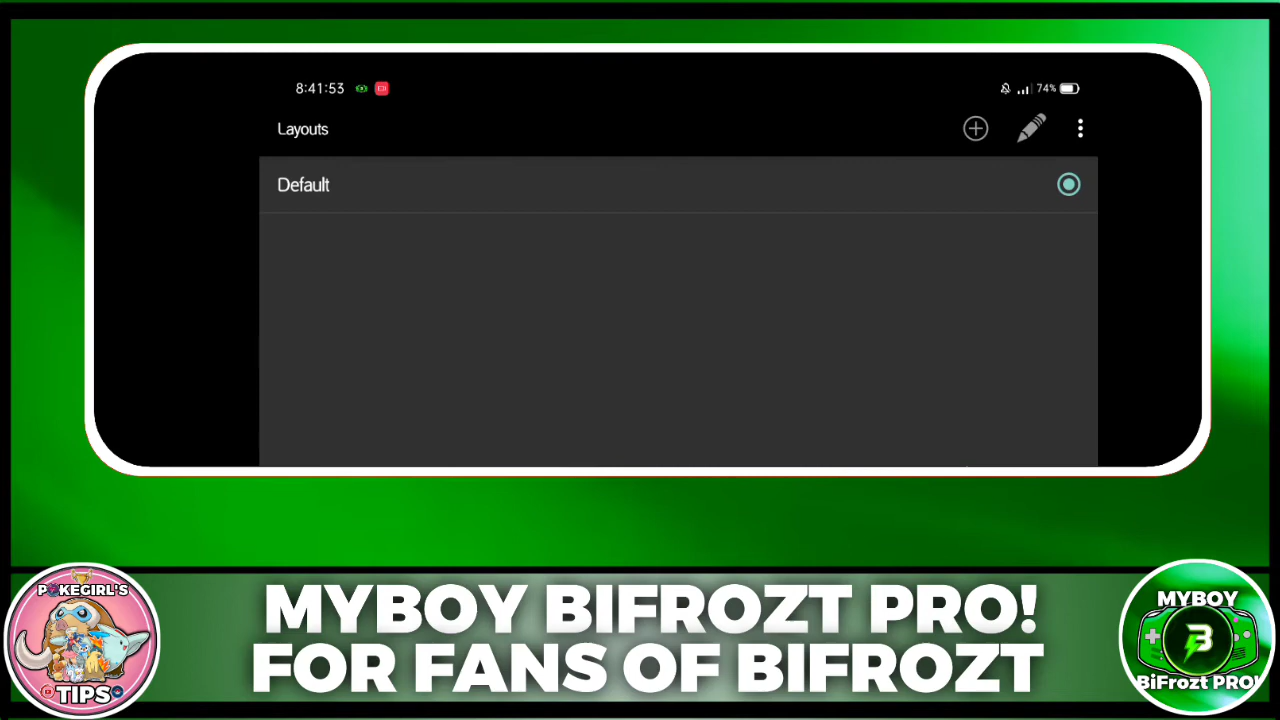 8:41:53
74%
Layouts
Default
POKEGIRL'S
TIPS
MYBOY BIFROZT PRO!
FOR FANS OF BIFROZT
MYBOY
B
BiFrozt PRO!